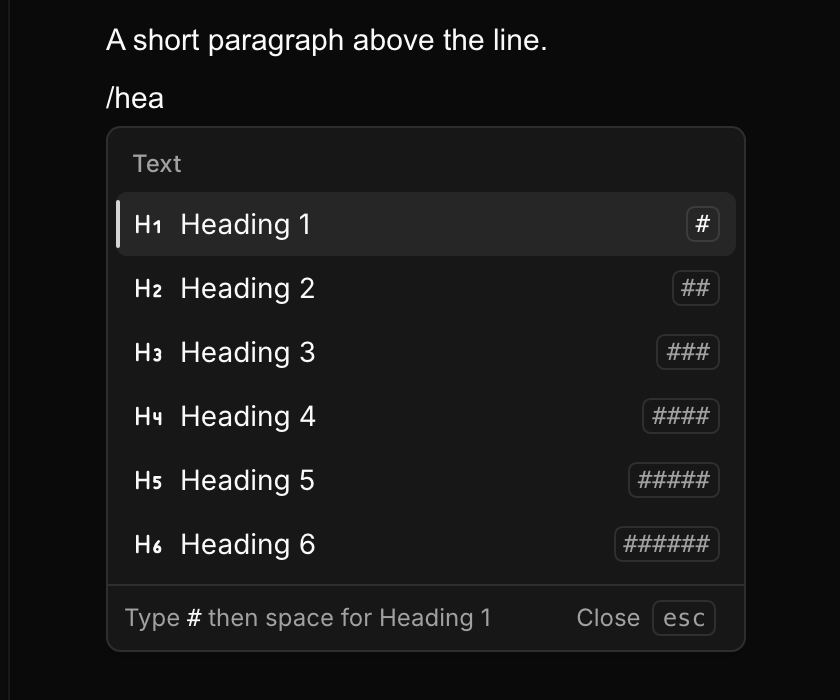 A short paragraph above the line.
/hea
Text
H1 Heading 1 #
H2 Heading 2 ##
H3 Heading 3 ###
H4 Heading 4 ####
H5 Heading 5 #####
H6 Heading 6 ######
Type # then space for Heading 1 Close esc